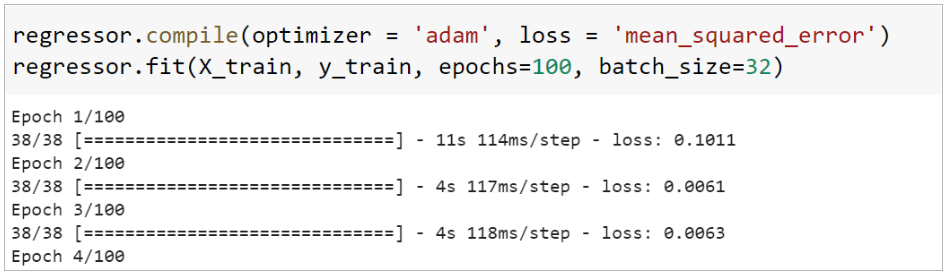 regressor.compile(optimizer = 'adam', loss = 'mean_squared_error')
regressor.fit(X_train, y_train, epochs=100, batch_size=32)
Epoch 1/100
38/38 [==============================] - 11s 114ms/step - loss: 0.1011
Epoch 2/100
38/38 [==============================] - 4s 117ms/step - loss: 0.0061
Epoch 3/100
38/38 [==============================] - 4s 118ms/step - loss: 0.0063
Epoch 4/100